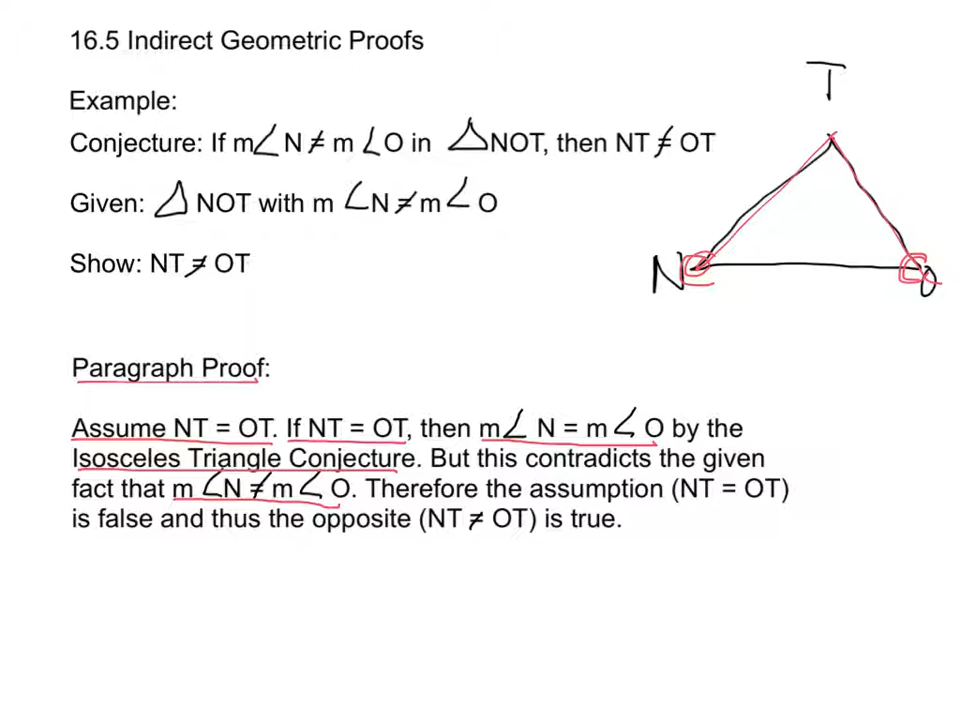 16.5 Indirect Geometric Proofs
T
Example:
Conjecture: If m∠N ≠ m∠O in △NOT, then NT ≠ OT
Given: △ NOT with m ∠N ≠ m∠ O
Show: NT ≠ OT
N
O
Paragraph Proof:
Assume NT = OT. If NT = OT, then m∠ N = m∠ O by the
Isosceles Triangle Conjecture. But this contradicts the given
fact that m ∠N ≠ m∠ O. Therefore the assumption (NT = OT)
is false and thus the opposite (NT ≠ OT) is true.